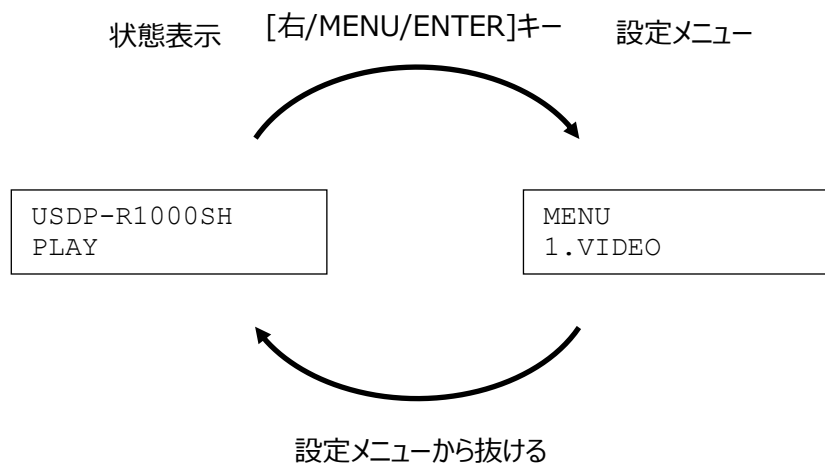 状態表示
[右/MENU/ENTER]キー
設定メニュー
USDP-R1000SH
PLAY
MENU
1.VIDEO
設定メニューから抜ける